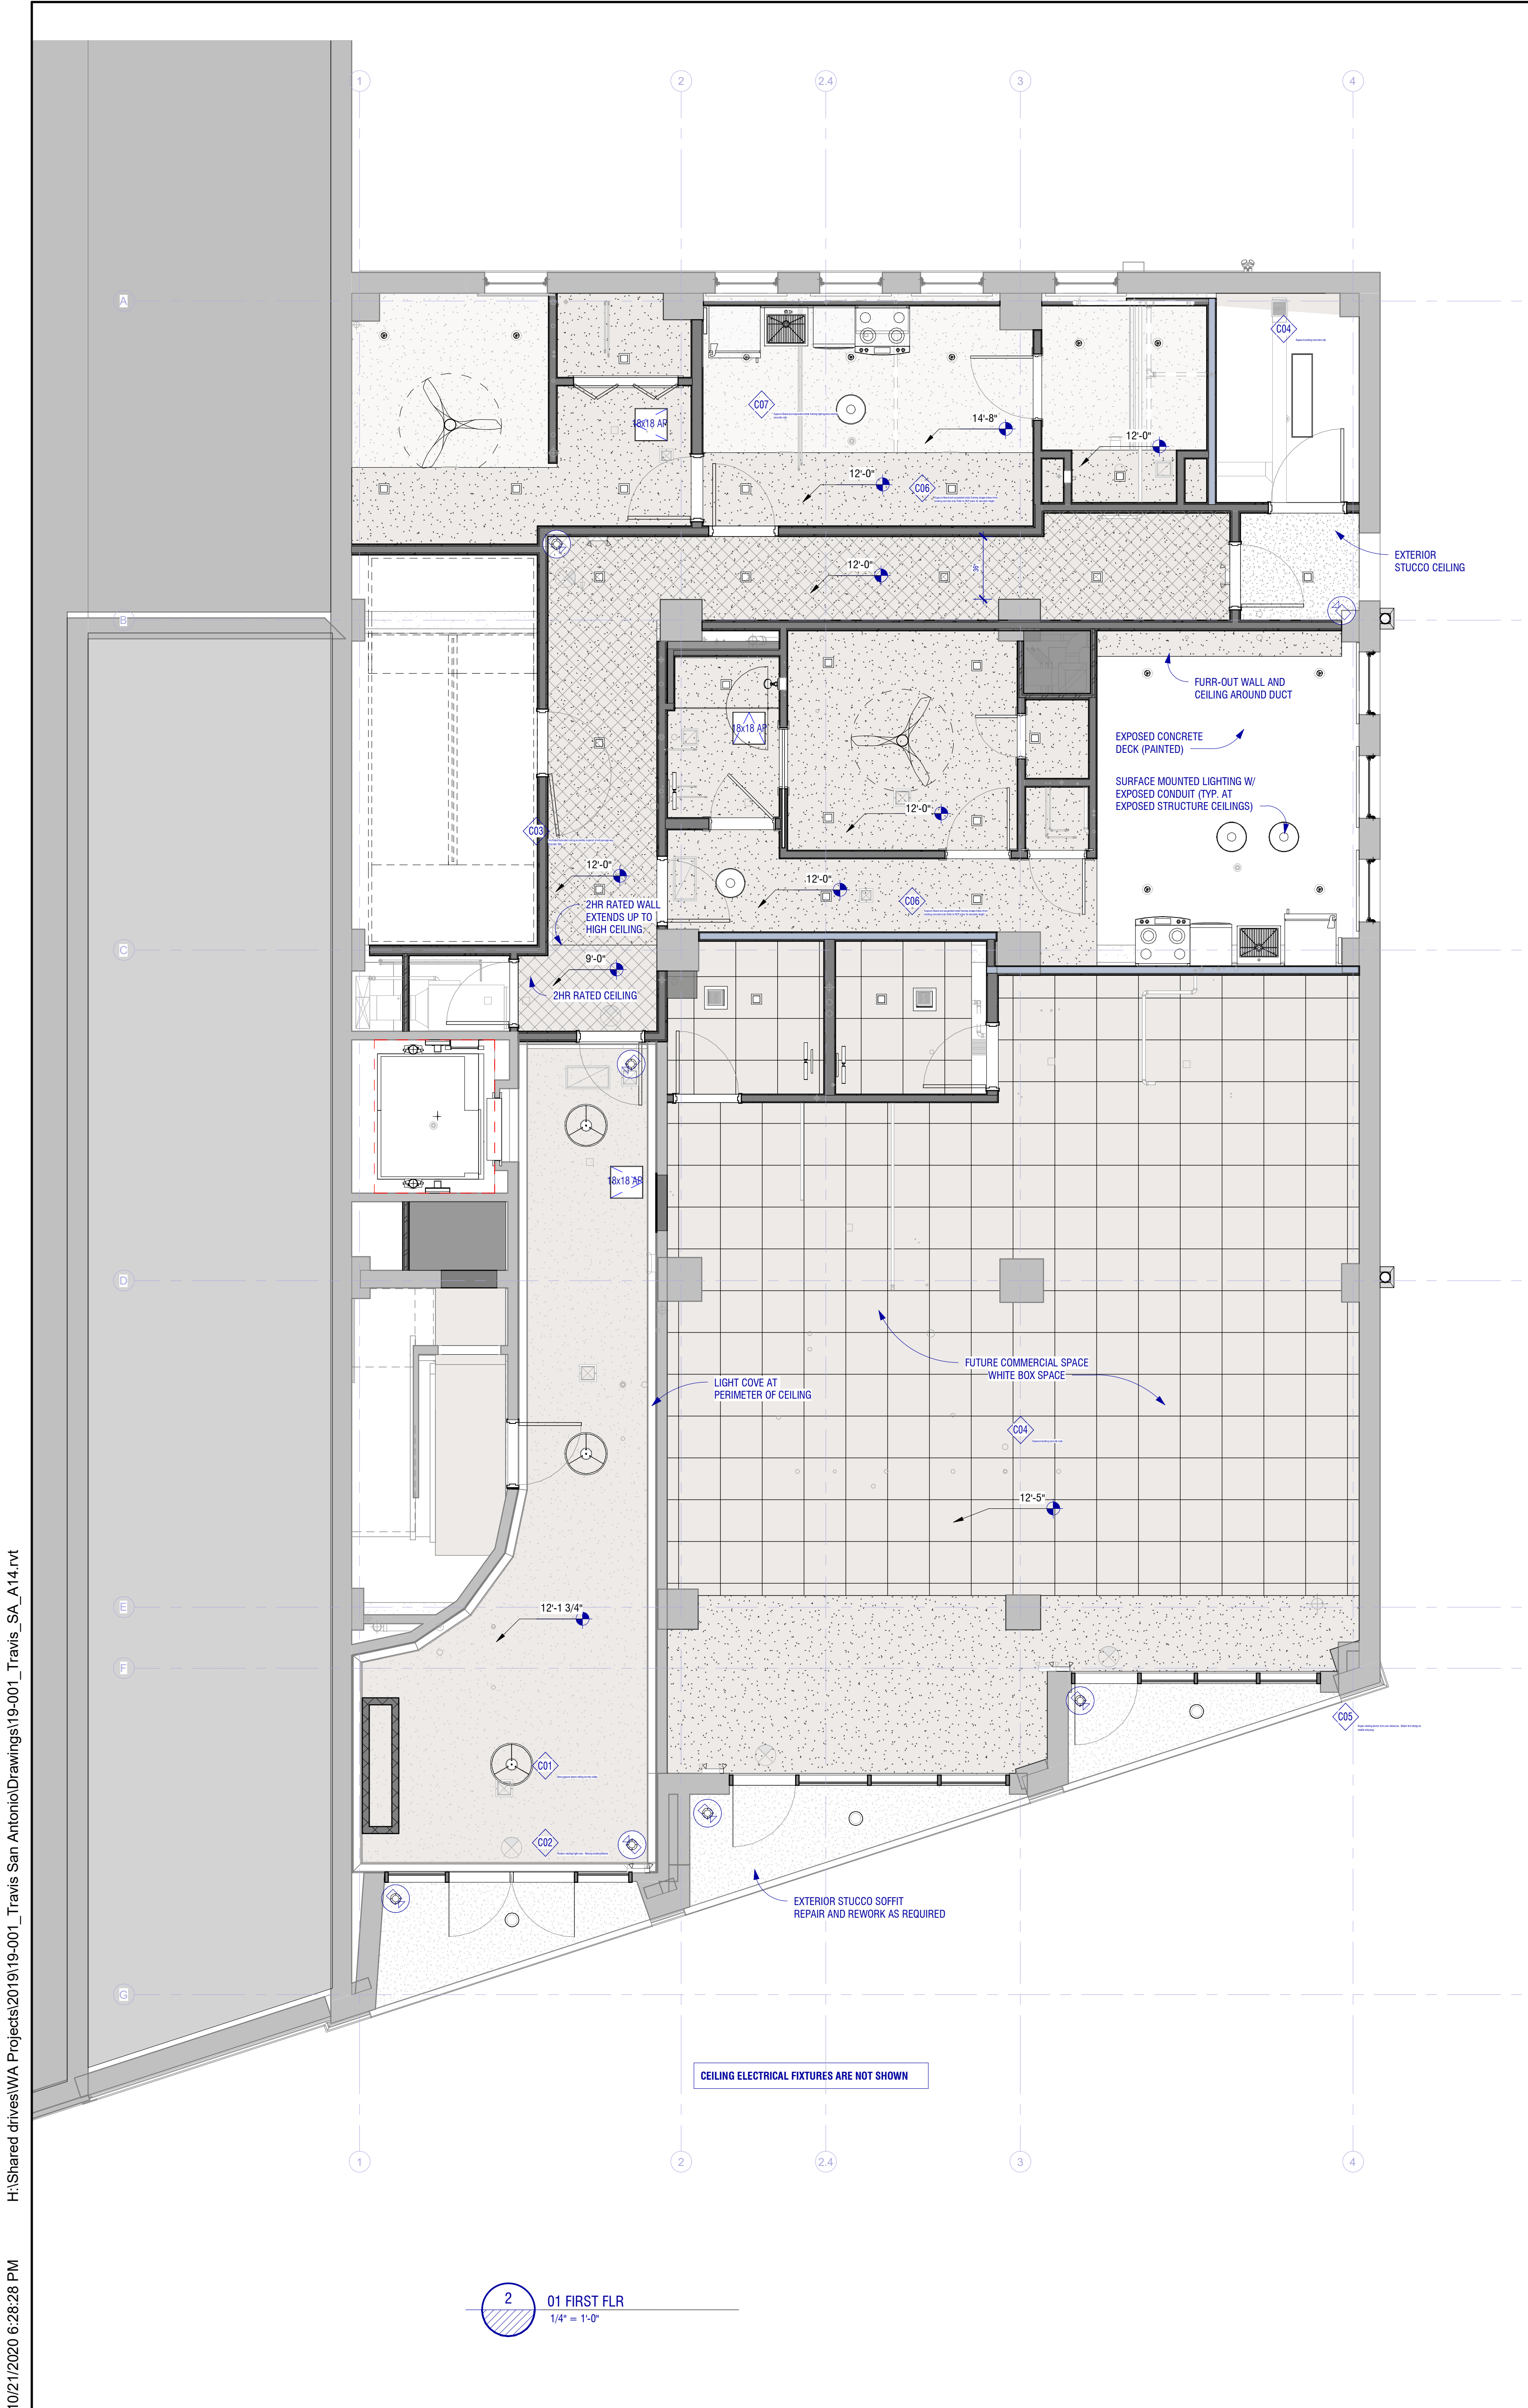 1
2
2.4
3
4
A
C04
C07
18x18 AP
14'-8"
12'-0"
12'-0"
C06
EXTERIOR
STUCCO CEILING
12'-0"
B
FURR-OUT WALL AND
CEILING AROUND DUCT
18x18 AP
EXPOSED CONCRETE
DECK (PAINTED)
SURFACE MOUNTED LIGHTING W/
EXPOSED CONDUIT (TYP. AT
EXPOSED STRUCTURE CEILINGS)
12'-0"
C03
12'-0"
12'-0"
C06
2HR RATED WALL
EXTENDS UP TO
HIGH CEILING.
C
9'-0"
2HR RATED CEILING
18x18 AP
D
FUTURE COMMERCIAL SPACE
WHITE BOX SPACE
LIGHT COVE AT
PERIMETER OF CEILING
C04
12'-5"
E
12'-1 3/4"
F
C05
C01
C02
EXTERIOR STUCCO SOFFIT
REPAIR AND REWORK AS REQUIRED
G
CEILING ELECTRICAL FIXTURES ARE NOT SHOWN
1
2
2.4
3
4
2
01 FIRST FLR
1/4" = 1'-0"
H:\Shared drives\WA Projects\2019\19-001_Travis San Antonio\Drawings\19-001_Travis_SA_A14.rvt
10/21/2020 6:28:28 PM